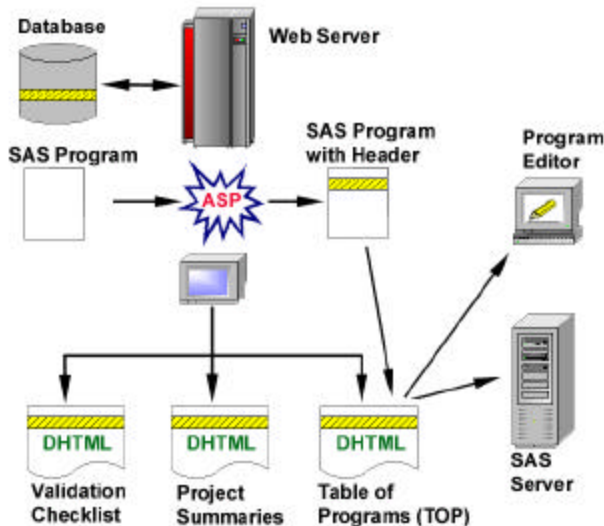 Database
Web Server
SAS Program
SAS Program
with Header
Program
Editor
ASP
DHTML
DHTML
DHTML
Validation
Checklist
Project
Summaries
Table of
Programs (TOP)
SAS
Server